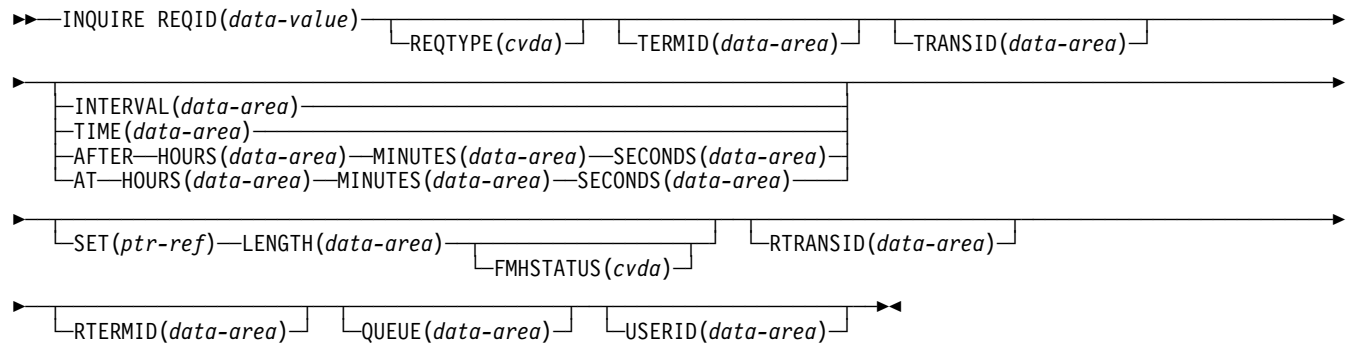 INQUIRE REQID(data-value) REQTYPE(cvda) TERMID(data-area) TRANSID(data-area)
INTERVAL(data-area)
TIME(data-area)
AFTER HOURS(data-area) MINUTES(data-area) SECONDS(data-area)
AT HOURS(data-area) MINUTES(data-area) SECONDS(data-area)
SET(ptr-ref) LENGTH(data-area) FMHSTATUS(cvda) RTRANSID(data-area)
RTERMID(data-area) QUEUE(data-area) USERID(data-area)